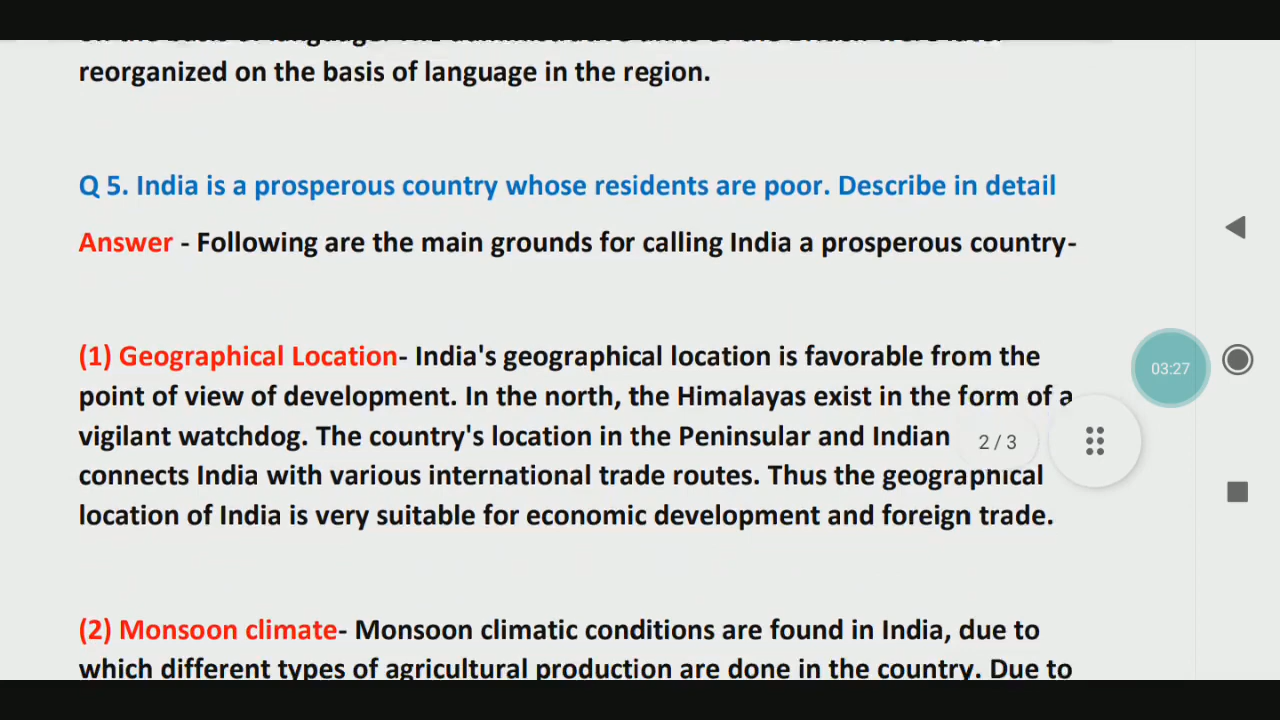 reorganized on the basis of language in the region.
Q 5. India is a prosperous country whose residents are poor. Describe in detail
Answer - Following are the main grounds for calling India a prosperous country-
(1) Geographical Location- India's geographical location is favorable from the
point of view of development. In the north, the Himalayas exist in the form of a
vigilant watchdog. The country's location in the Peninsular and Indian
connects India with various international trade routes. Thus the geographical
location of India is very suitable for economic development and foreign trade.
(2) Monsoon climate- Monsoon climatic conditions are found in India, due to
which different types of agricultural production are done in the country. Due to
03:27
2 / 3